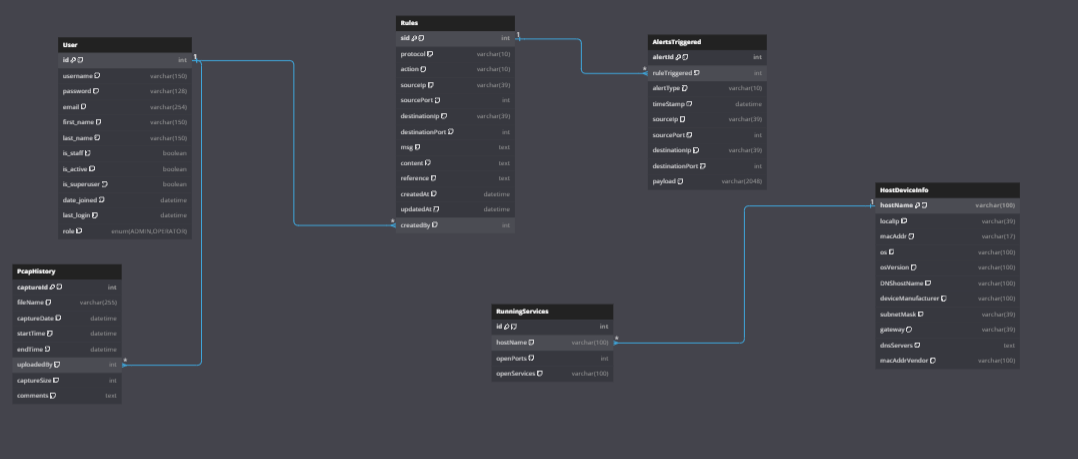 User
id int
username varchar(150)
password varchar(128)
email varchar(254)
first_name varchar(150)
last_name varchar(150)
is_staff boolean
is_active boolean
is_superuser boolean
date_joined datetime
last_login datetime
role enum(ADMIN,OPERATOR)
1
Rules
sid int
protocol varchar(10)
action varchar(10)
sourceIp varchar(39)
sourcePort int
destinationIp varchar(39)
destinationPort int
msg text
content text
reference text
createdAt datetime
updatedAt datetime
createdBy int
1
*
AlertsTriggered
alertId int
ruleTriggered int
alertType varchar(10)
timeStamp datetime
sourceIp varchar(39)
sourcePort int
destinationIp varchar(39)
destinationPort int
payload varchar(2048)
*
PcapHistory
captureId int
fileName varchar(255)
captureDate datetime
startTime datetime
endTime datetime
uploadedBy int
captureSize int
comments text
*
RunningServices
id int
hostName varchar(100)
openPorts int
openServices varchar(100)
*
HostDeviceInfo
hostName varchar(100)
localIp varchar(39)
macAddr varchar(17)
os varchar(100)
osVersion varchar(100)
DNShostName varchar(100)
deviceManufacturer varchar(100)
subnetMask varchar(39)
gateway varchar(39)
dnsServers text
macAddrVendor varchar(100)
1